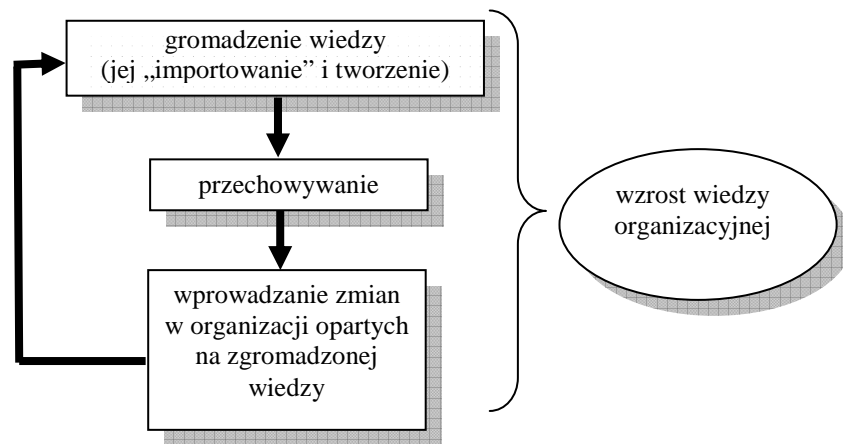 gromadzenie wiedzy
(jej „importowanie” i tworzenie)
przechowywanie
wprowadzanie zmian
w organizacji opartych
na zgromadzonej
wiedzy
wzrost wiedzy
organizacyjnej